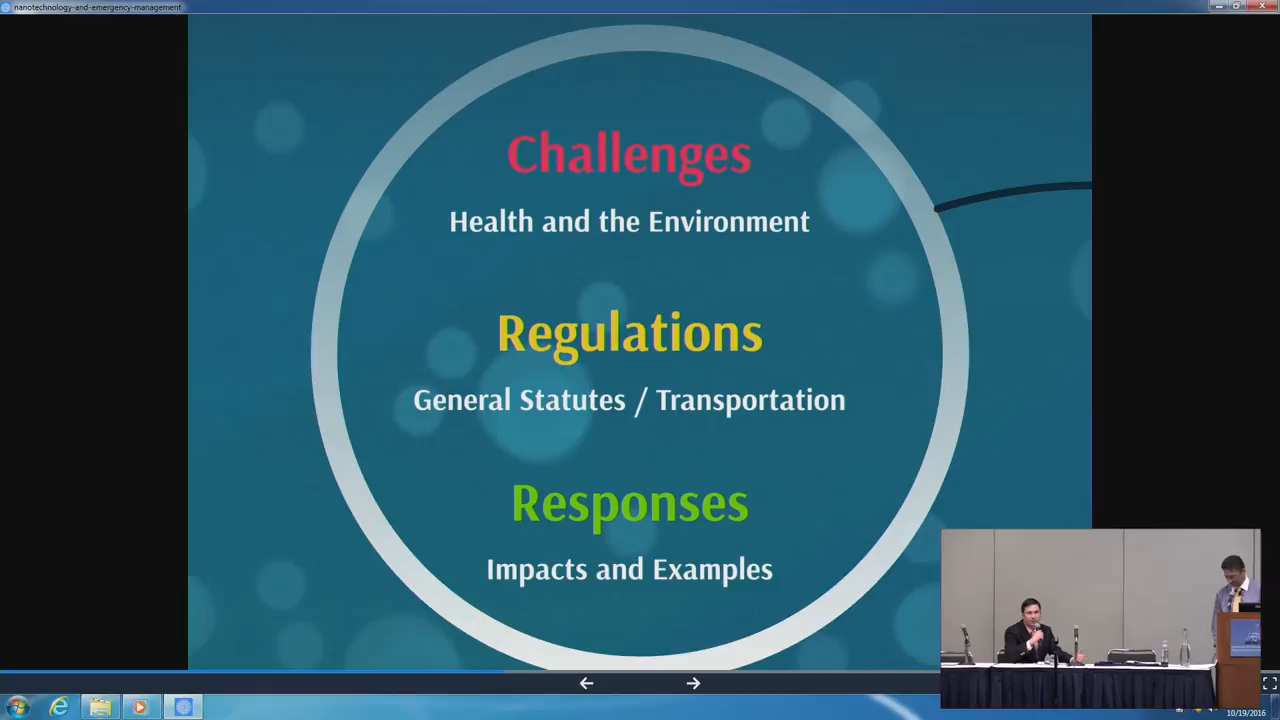 nanotechnology-and-emergency-management
Challenges
Health and the Environment
Regulations
General Statutes / Transportation
Responses
Impacts and Examples
10/19/2016